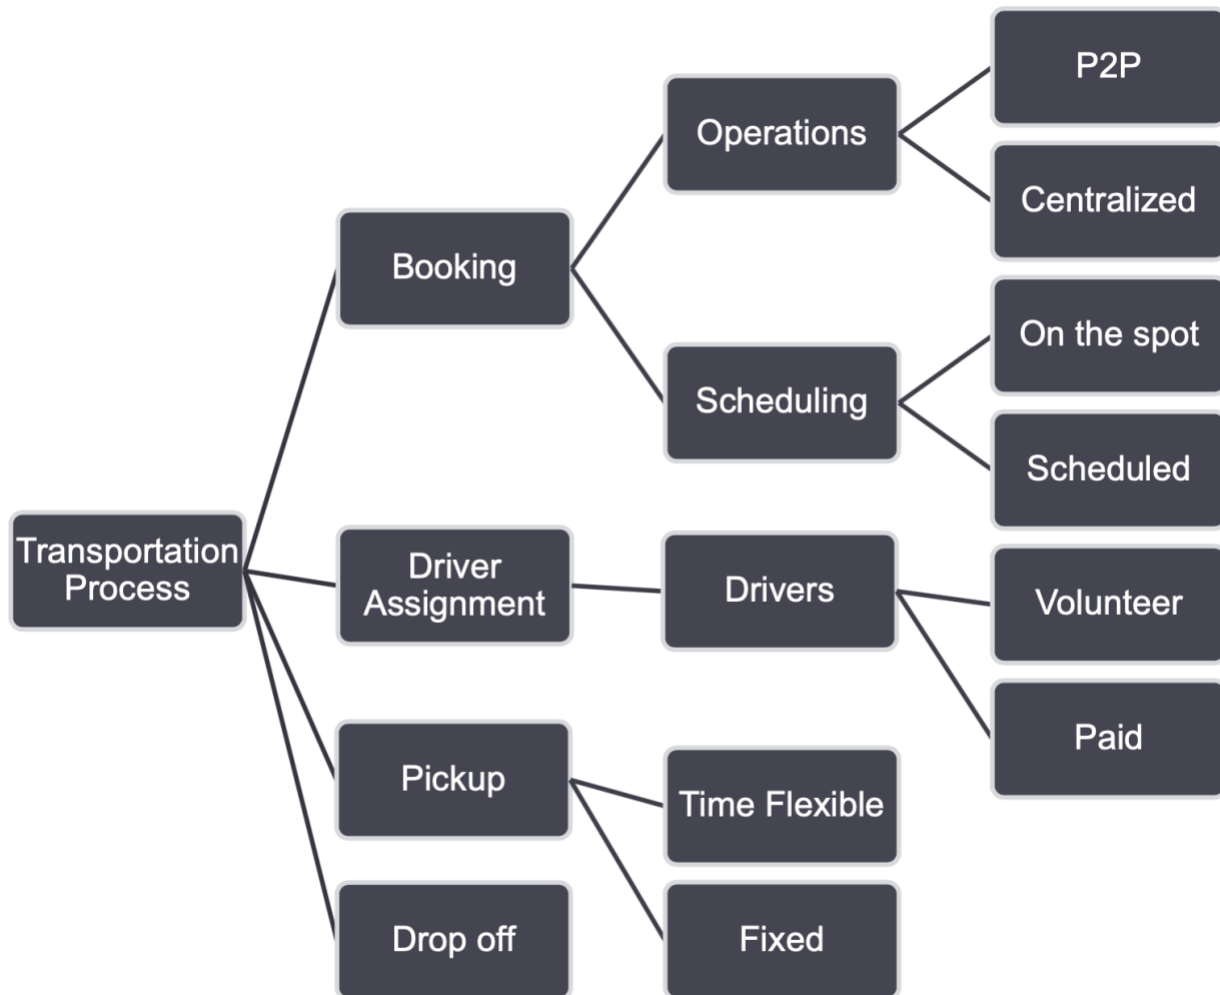 P2P
Operations
Centralized
Booking
On the spot
Scheduling
Scheduled
Transportation
Process
Driver
Assignment
Drivers
Volunteer
Paid
Pickup
Time Flexible
Drop off
Fixed